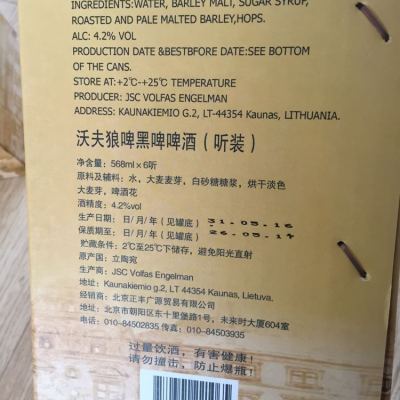 INGREDIENTS:WATER, BARLEY MALT, SUGAR SYRUP,
ROASTED AND PALE MALTED BARLEY,HOPS.
ALC: 4.2% VOL
PRODUCTION DATE &BESTBFORE DATE:SEE BOTTOM
OF THE CANS.
STORE AT:+2℃-+25℃ TEMPERATURE
PRODUCER: JSC VOLFAS ENGELMAN
ADDRESS: KAUNAKIEMIO G.2, LT-44354 Kaunas, LITHUANIA.
沃夫狼啤黑啤啤酒（听装）
净含量：568ml×6听
原料及辅料：水，大麦麦芽，白砂糖糖浆，烘干淡色
大麦芽，啤酒花
酒精度：4.2%vol
生产日期：日/月/年（见罐底） 31.05.16
保质期至：日/月/年（见罐底） 26.05.17
贮藏条件：2℃至25℃下储存，避免阳光直射
原产国：立陶宛
生产商：JSC Volfas Engelman
地址：Kaunakiemio g.2, LT 44354 Kaunas, Lietuva.
经销商：北京正丰广源贸易有限公司
地址：北京市朝阳区东十里堡路1号，未来时大厦604室
电话：010-84502835 传真：010-84503935
过量饮酒，有害健康！
请勿撞击，防止爆瓶！